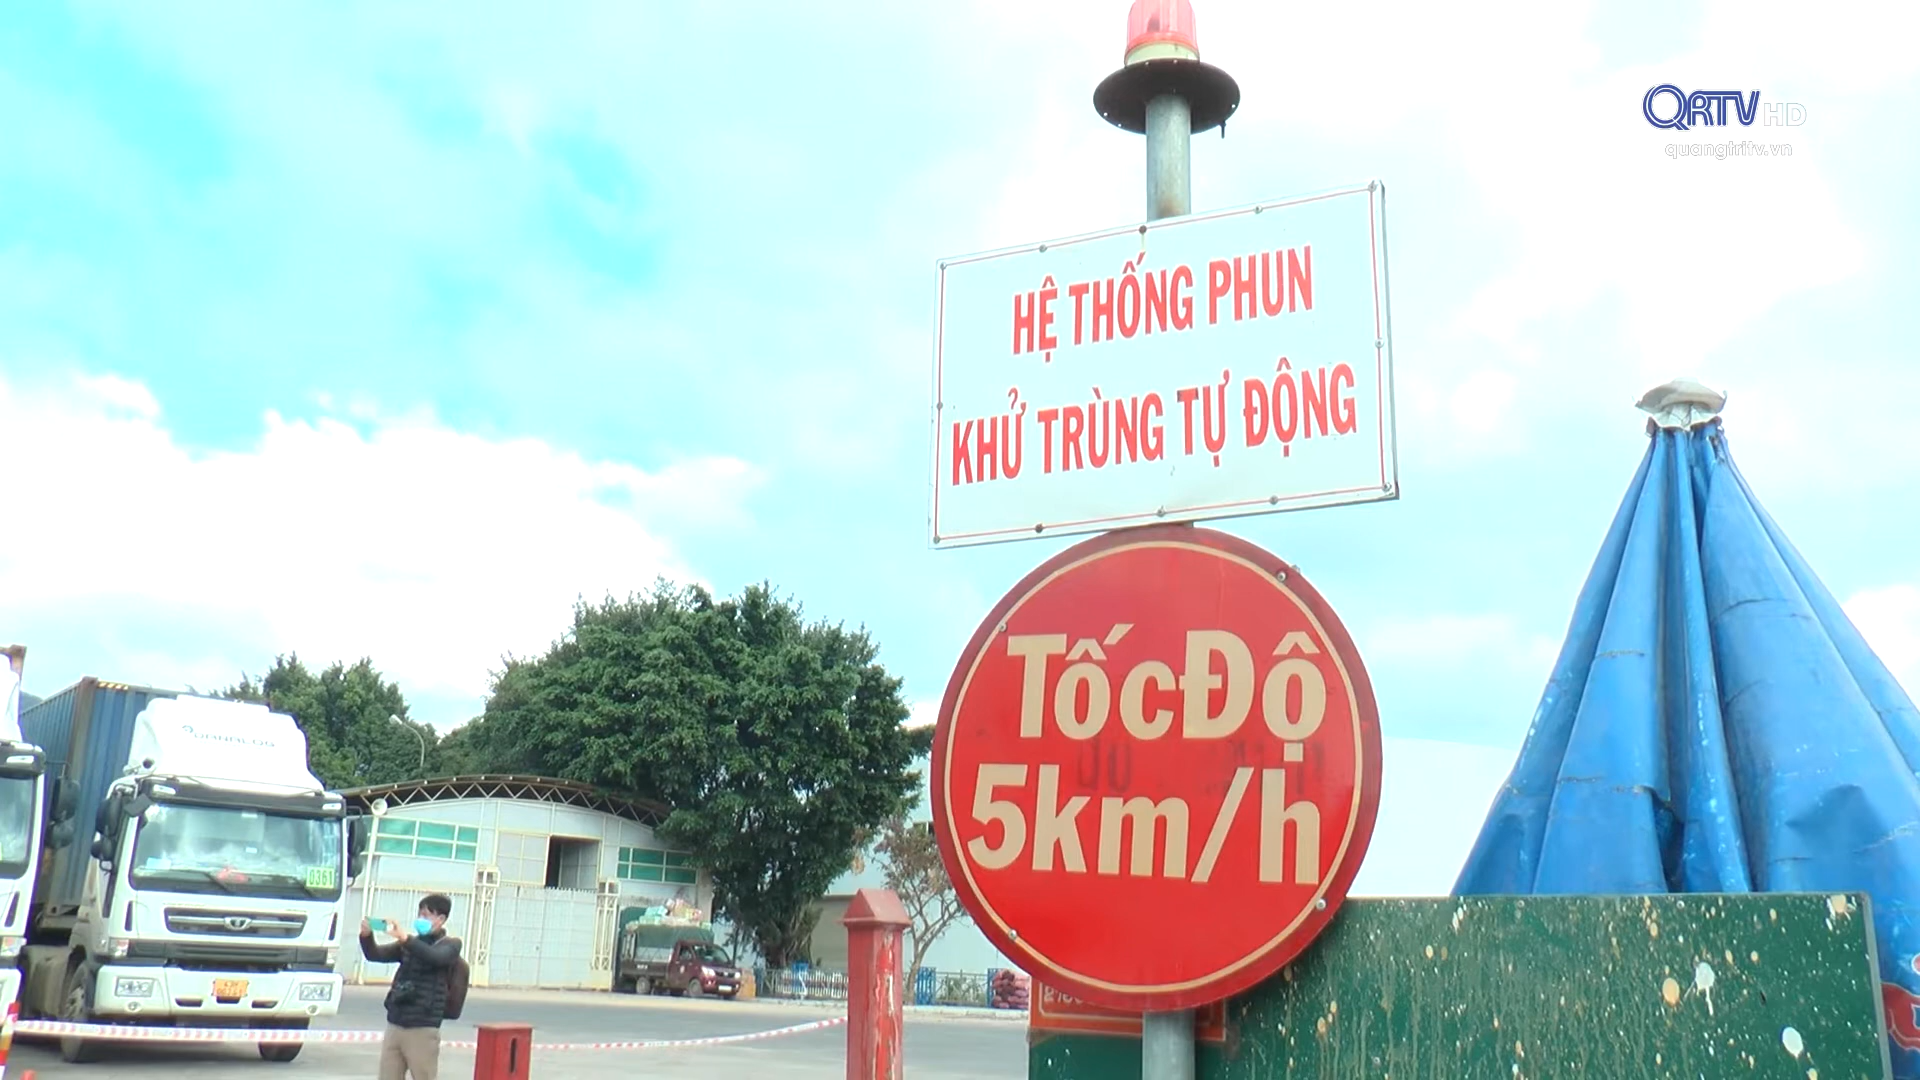 QRTV HD
quangtritv.vn
HỆ THỐNG PHUN
KHỬ TRÙNG TỰ ĐỘNG
TốcĐộ
5km/h
0361